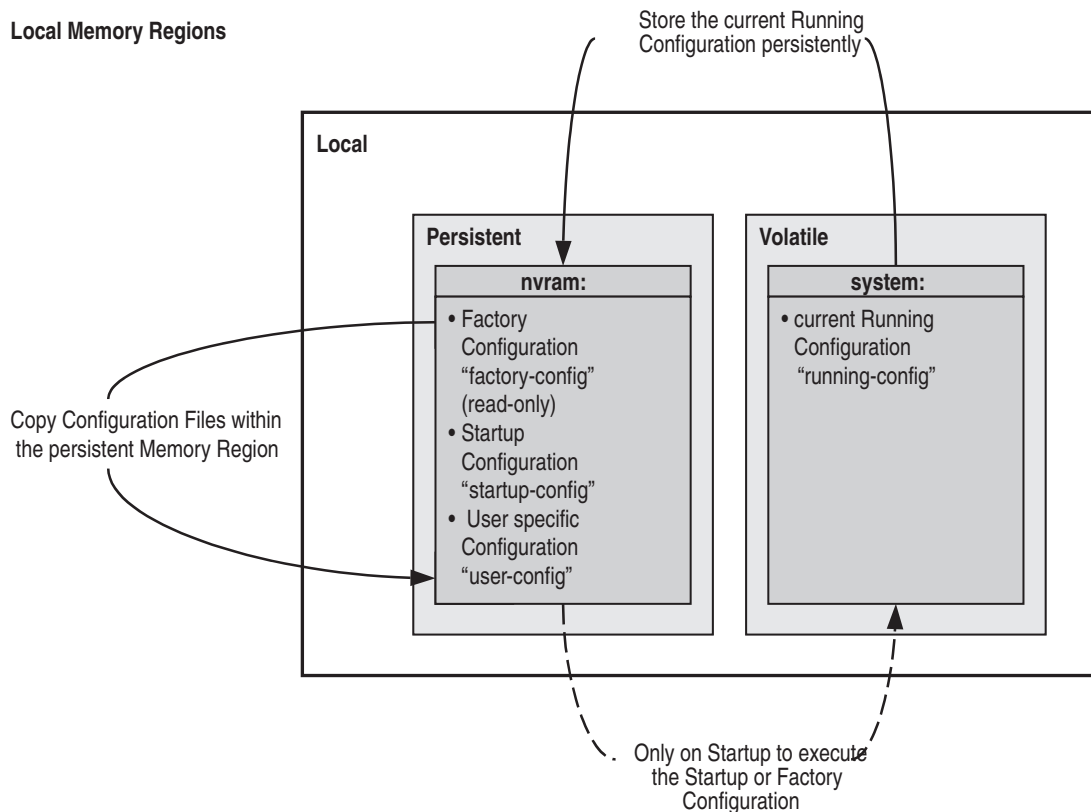 Local Memory Regions
Store the current Running
Configuration persistently
Local
Persistent
nvram:
• Factory
Configuration
“factory-config”
(read-only)
• Startup
Configuration
“startup-config”
• User specific
Configuration
“user-config”
Volatile
system:
• current Running
Configuration
“running-config”
Copy Configuration Files within
the persistent Memory Region
Only on Startup to execute
the Startup or Factory
Configuration